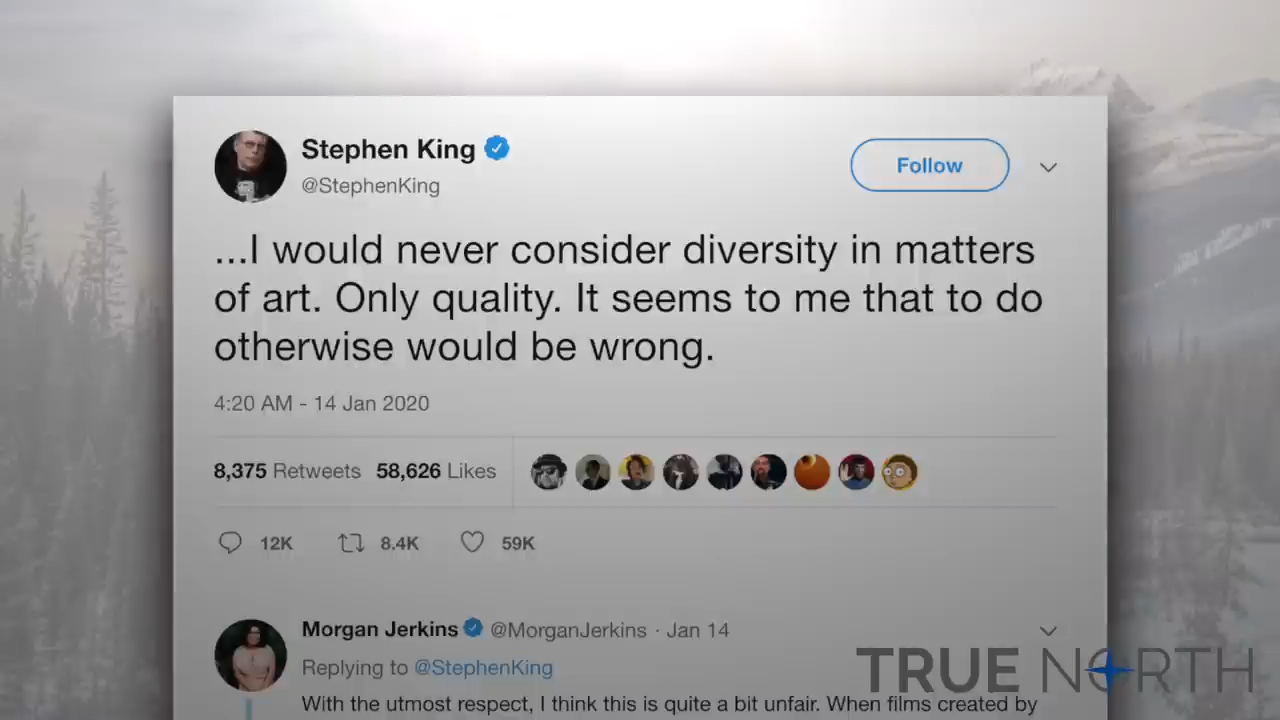 Stephen King
@StephenKing
Follow
...I would never consider diversity in matters
of art. Only quality. It seems to me that to do
otherwise would be wrong.
4:20 AM - 14 Jan 2020
8,375 Retweets 58,626 Likes
12K 8.4K 59K
Morgan Jerkins @MorganJerkins · Jan 14
Replying to @StephenKing
With the utmost respect, I think this is quite a bit unfair. When films created by
TRUE NORTH